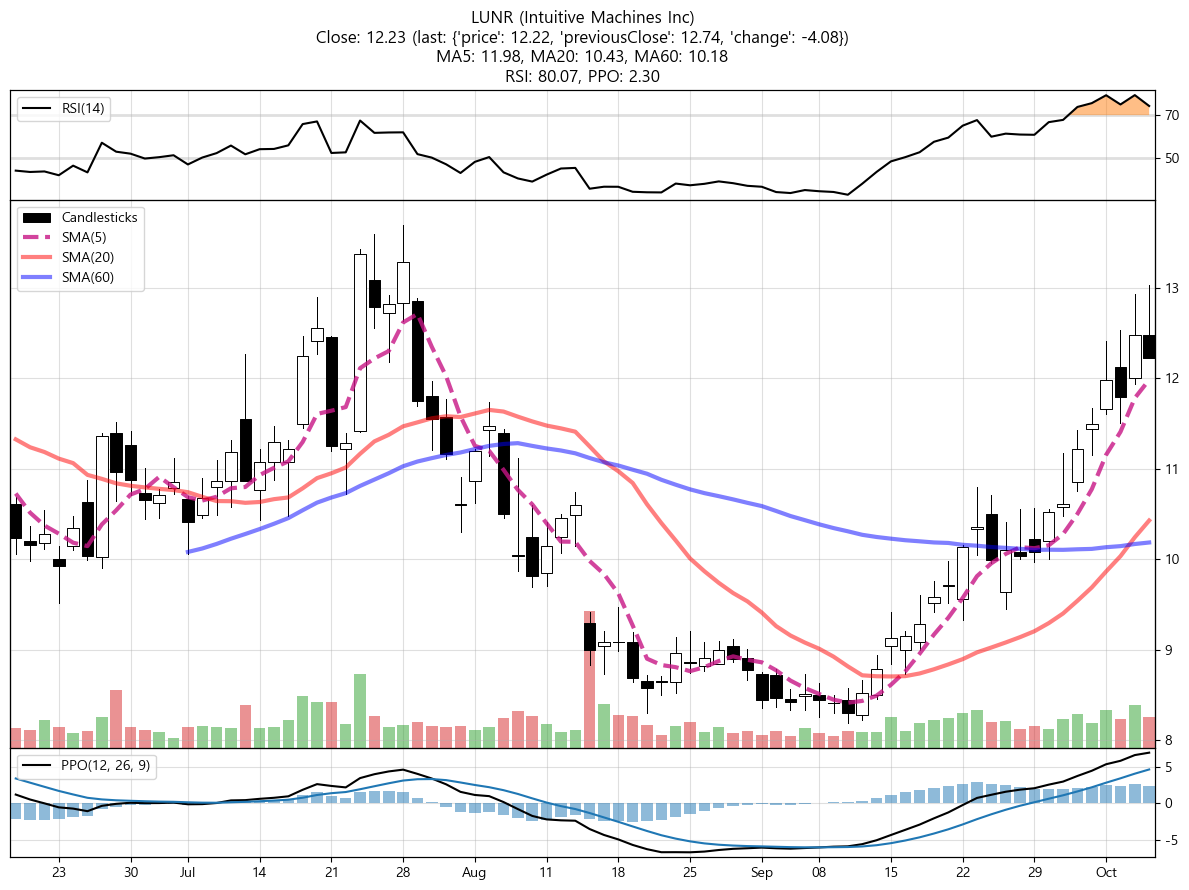 LUNR (Intuitive Machines Inc)
Close: 12.23 (last: {'price': 12.22, 'previousClose': 12.74, 'change': -4.08})
MA5: 11.98, MA20: 10.43, MA60: 10.18
RSI: 80.07, PPO: 2.30
RSI(14)
70
50
Candlesticks
SMA(5)
SMA(20)
SMA(60)
13
12
11
10
9
8
PPO(12, 26, 9)
5
0
-5
23 30 Jul 14 21 28 Aug 11 18 25 Sep 08 15 22 29 Oct